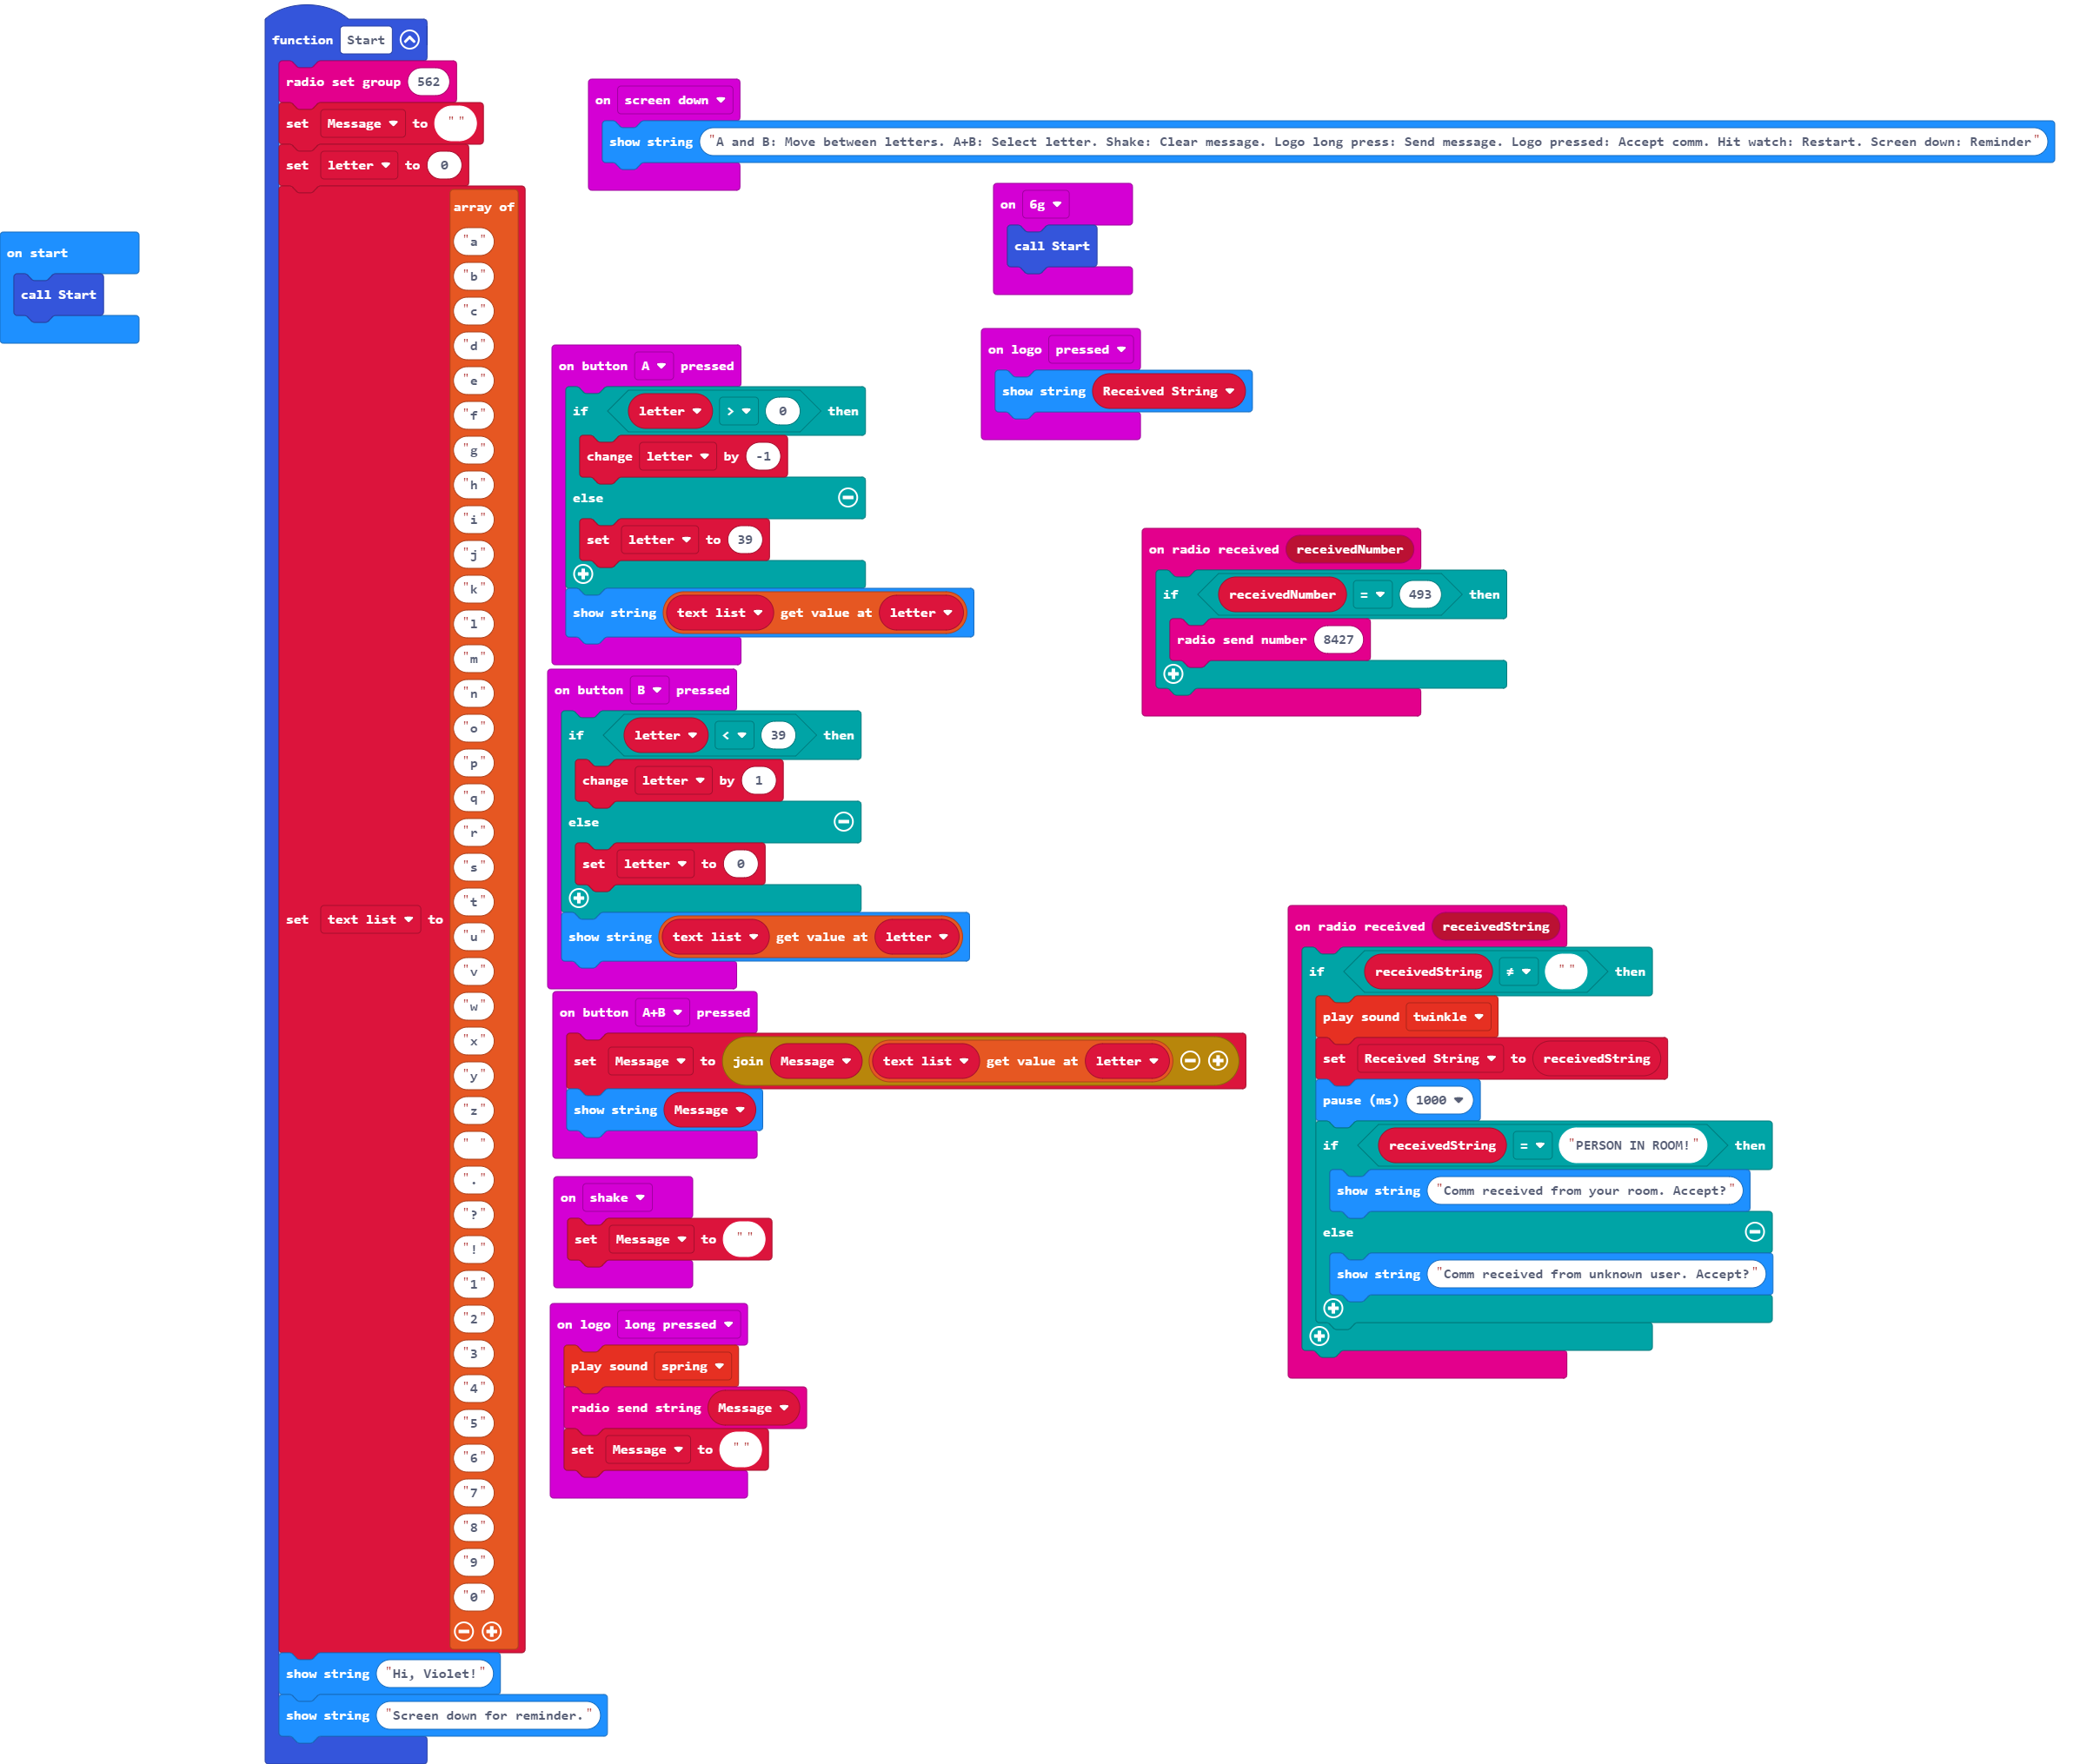 function Start
radio set group 562
set Message to " "
set letter to 0
set text list to
array of
"a"
"b"
"c"
"d"
"e"
"f"
"g"
"h"
"i"
"j"
"k"
"l"
"m"
"n"
"o"
"p"
"q"
"r"
"s"
"t"
"u"
"v"
"w"
"x"
"y"
"z"
" "
"."
"?"
"!"
"1"
"2"
"3"
"4"
"5"
"6"
"7"
"8"
"9"
"0"
show string "Hi, Violet!"
show string "Screen down for reminder."
on start
call Start
on screen down
show string "A and B: Move between letters. A+B: Select letter. Shake: Clear message. Logo long press: Send message. Logo pressed: Accept comm. Hit watch: Restart. Screen down: Reminder"
on 6g
call Start
on logo pressed
show string Received String
on button A pressed
if letter > 0 then
change letter by -1
else
set letter to 39
show string text list get value at letter
on button B pressed
if letter < 39 then
change letter by 1
else
set letter to 0
show string text list get value at letter
on button A+B pressed
set Message to join Message text list get value at letter
show string Message
on shake
set Message to " "
on logo long pressed
play sound spring
radio send string Message
set Message to " "
on radio received receivedNumber
if receivedNumber = 493 then
radio send number 8427
on radio received receivedString
if receivedString ≠ " " then
play sound twinkle
set Received String to receivedString
pause (ms) 1000
if receivedString = "PERSON IN ROOM!" then
show string "Comm received from your room. Accept?"
else
show string "Comm received from unknown user. Accept?"